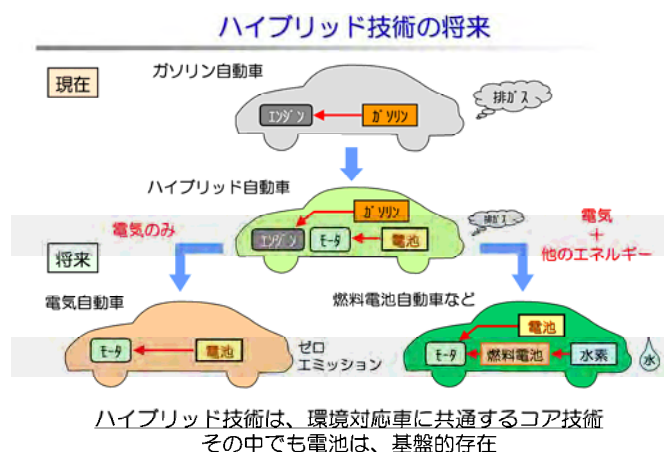 ハイブリッド技術の将来
現在
ガソリン自動車
排ガス
エンジン
ガソリン
ハイブリッド自動車
ガソリン
排ガス
電気のみ
エンジン
モータ
電池
電気
＋
他のエネルギー
将来
電気自動車
燃料電池自動車など
モータ
電池
ゼロ
エミッション
電池
モータ
燃料電池
水素
水
ハイブリッド技術は、環境対応車に共通するコア技術
その中でも電池は、基盤的存在